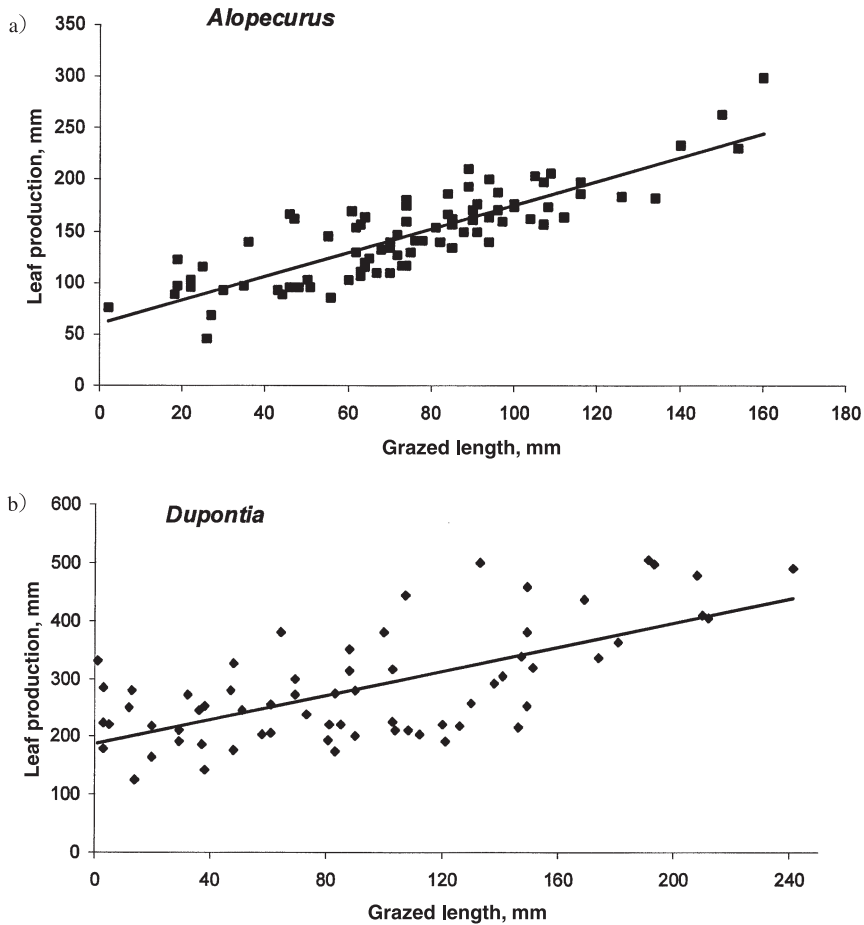 a)
Alopecurus
350
300
250
200
150
100
50
0
Leaf production, mm
0 20 40 60 80 100 120 140 160 180
Grazed length, mm
b)
Dupontia
600
500
400
300
200
100
0
Leaf production, mm
0 40 80 120 160 200 240
Grazed length, mm